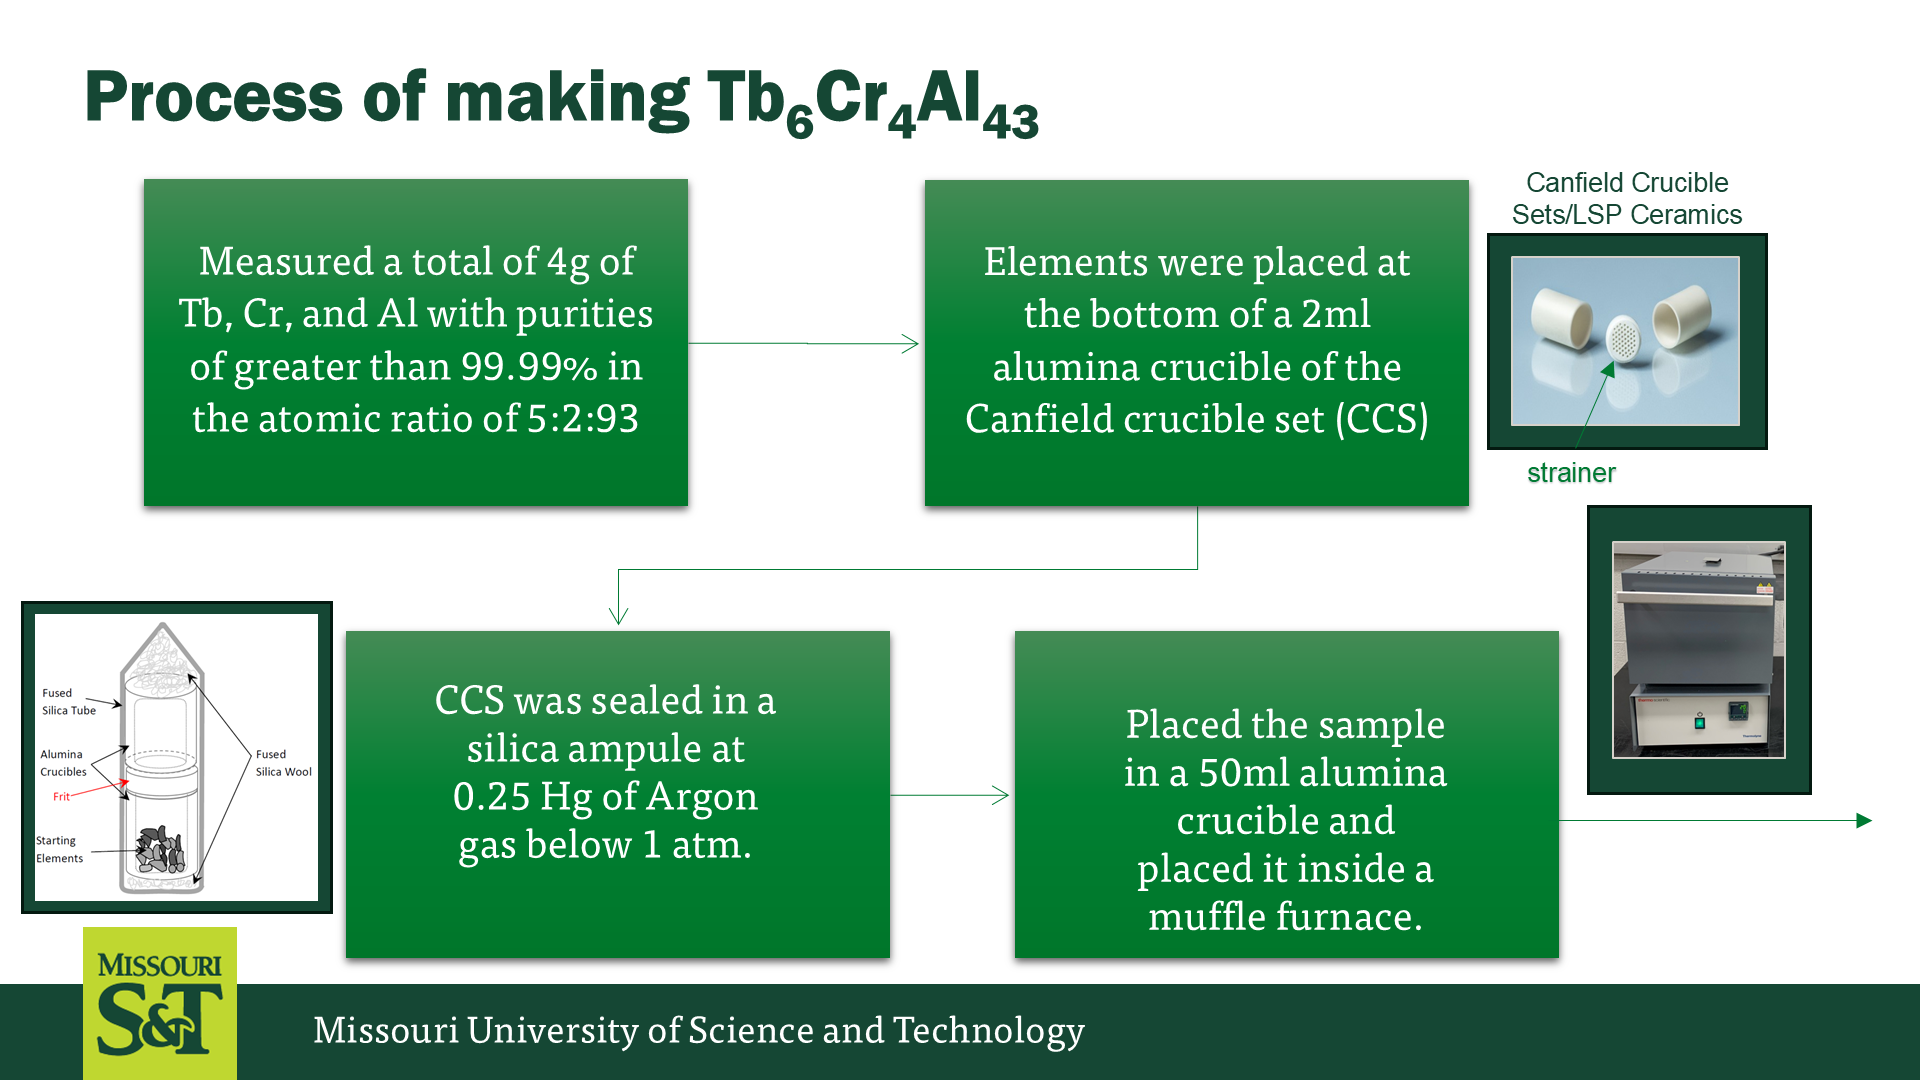 Process of making Tb₆Cr₄Al₄₃
Measured a total of 4g of
Tb, Cr, and Al with purities
of greater than 99.99% in
the atomic ratio of 5:2:93
Elements were placed at
the bottom of a 2ml
alumina crucible of the
Canfield crucible set (CCS)
Canfield Crucible
Sets/LSP Ceramics
strainer
Fused
Silica Tube
Alumina
Crucibles
Frit
Starting
Elements
Fused
Silica Wool
CCS was sealed in a
silica ampule at
0.25 Hg of Argon
gas below 1 atm.
Placed the sample
in a 50ml alumina
crucible and
placed it inside a
muffle furnace.
MISSOURI
S&T
Missouri University of Science and Technology